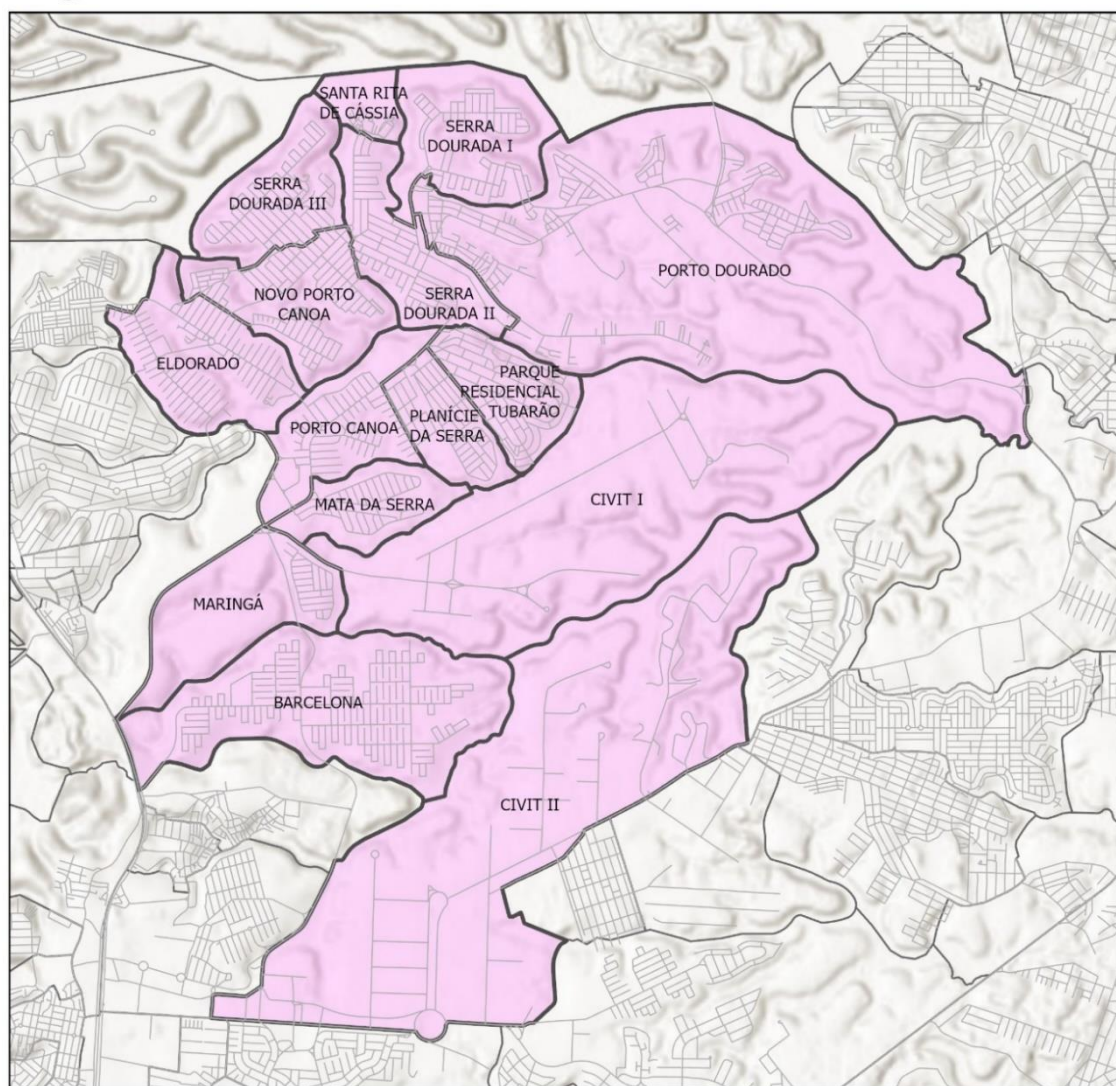 SANTA RITA
DE CÁSSIA
SERRA
DOURADA I
SERRA
DOURADA III
PORTO DOURADO
NOVO PORTO
CANOA
SERRA
DOURADA II
ELDORADO
PARQUE
RESIDENCIAL
TUBARÃO
PLANÍCIE
DA SERRA
PORTO CANOA
MATA DA SERRA
CIVIT I
MARINGÁ
BARCELONA
CIVIT II